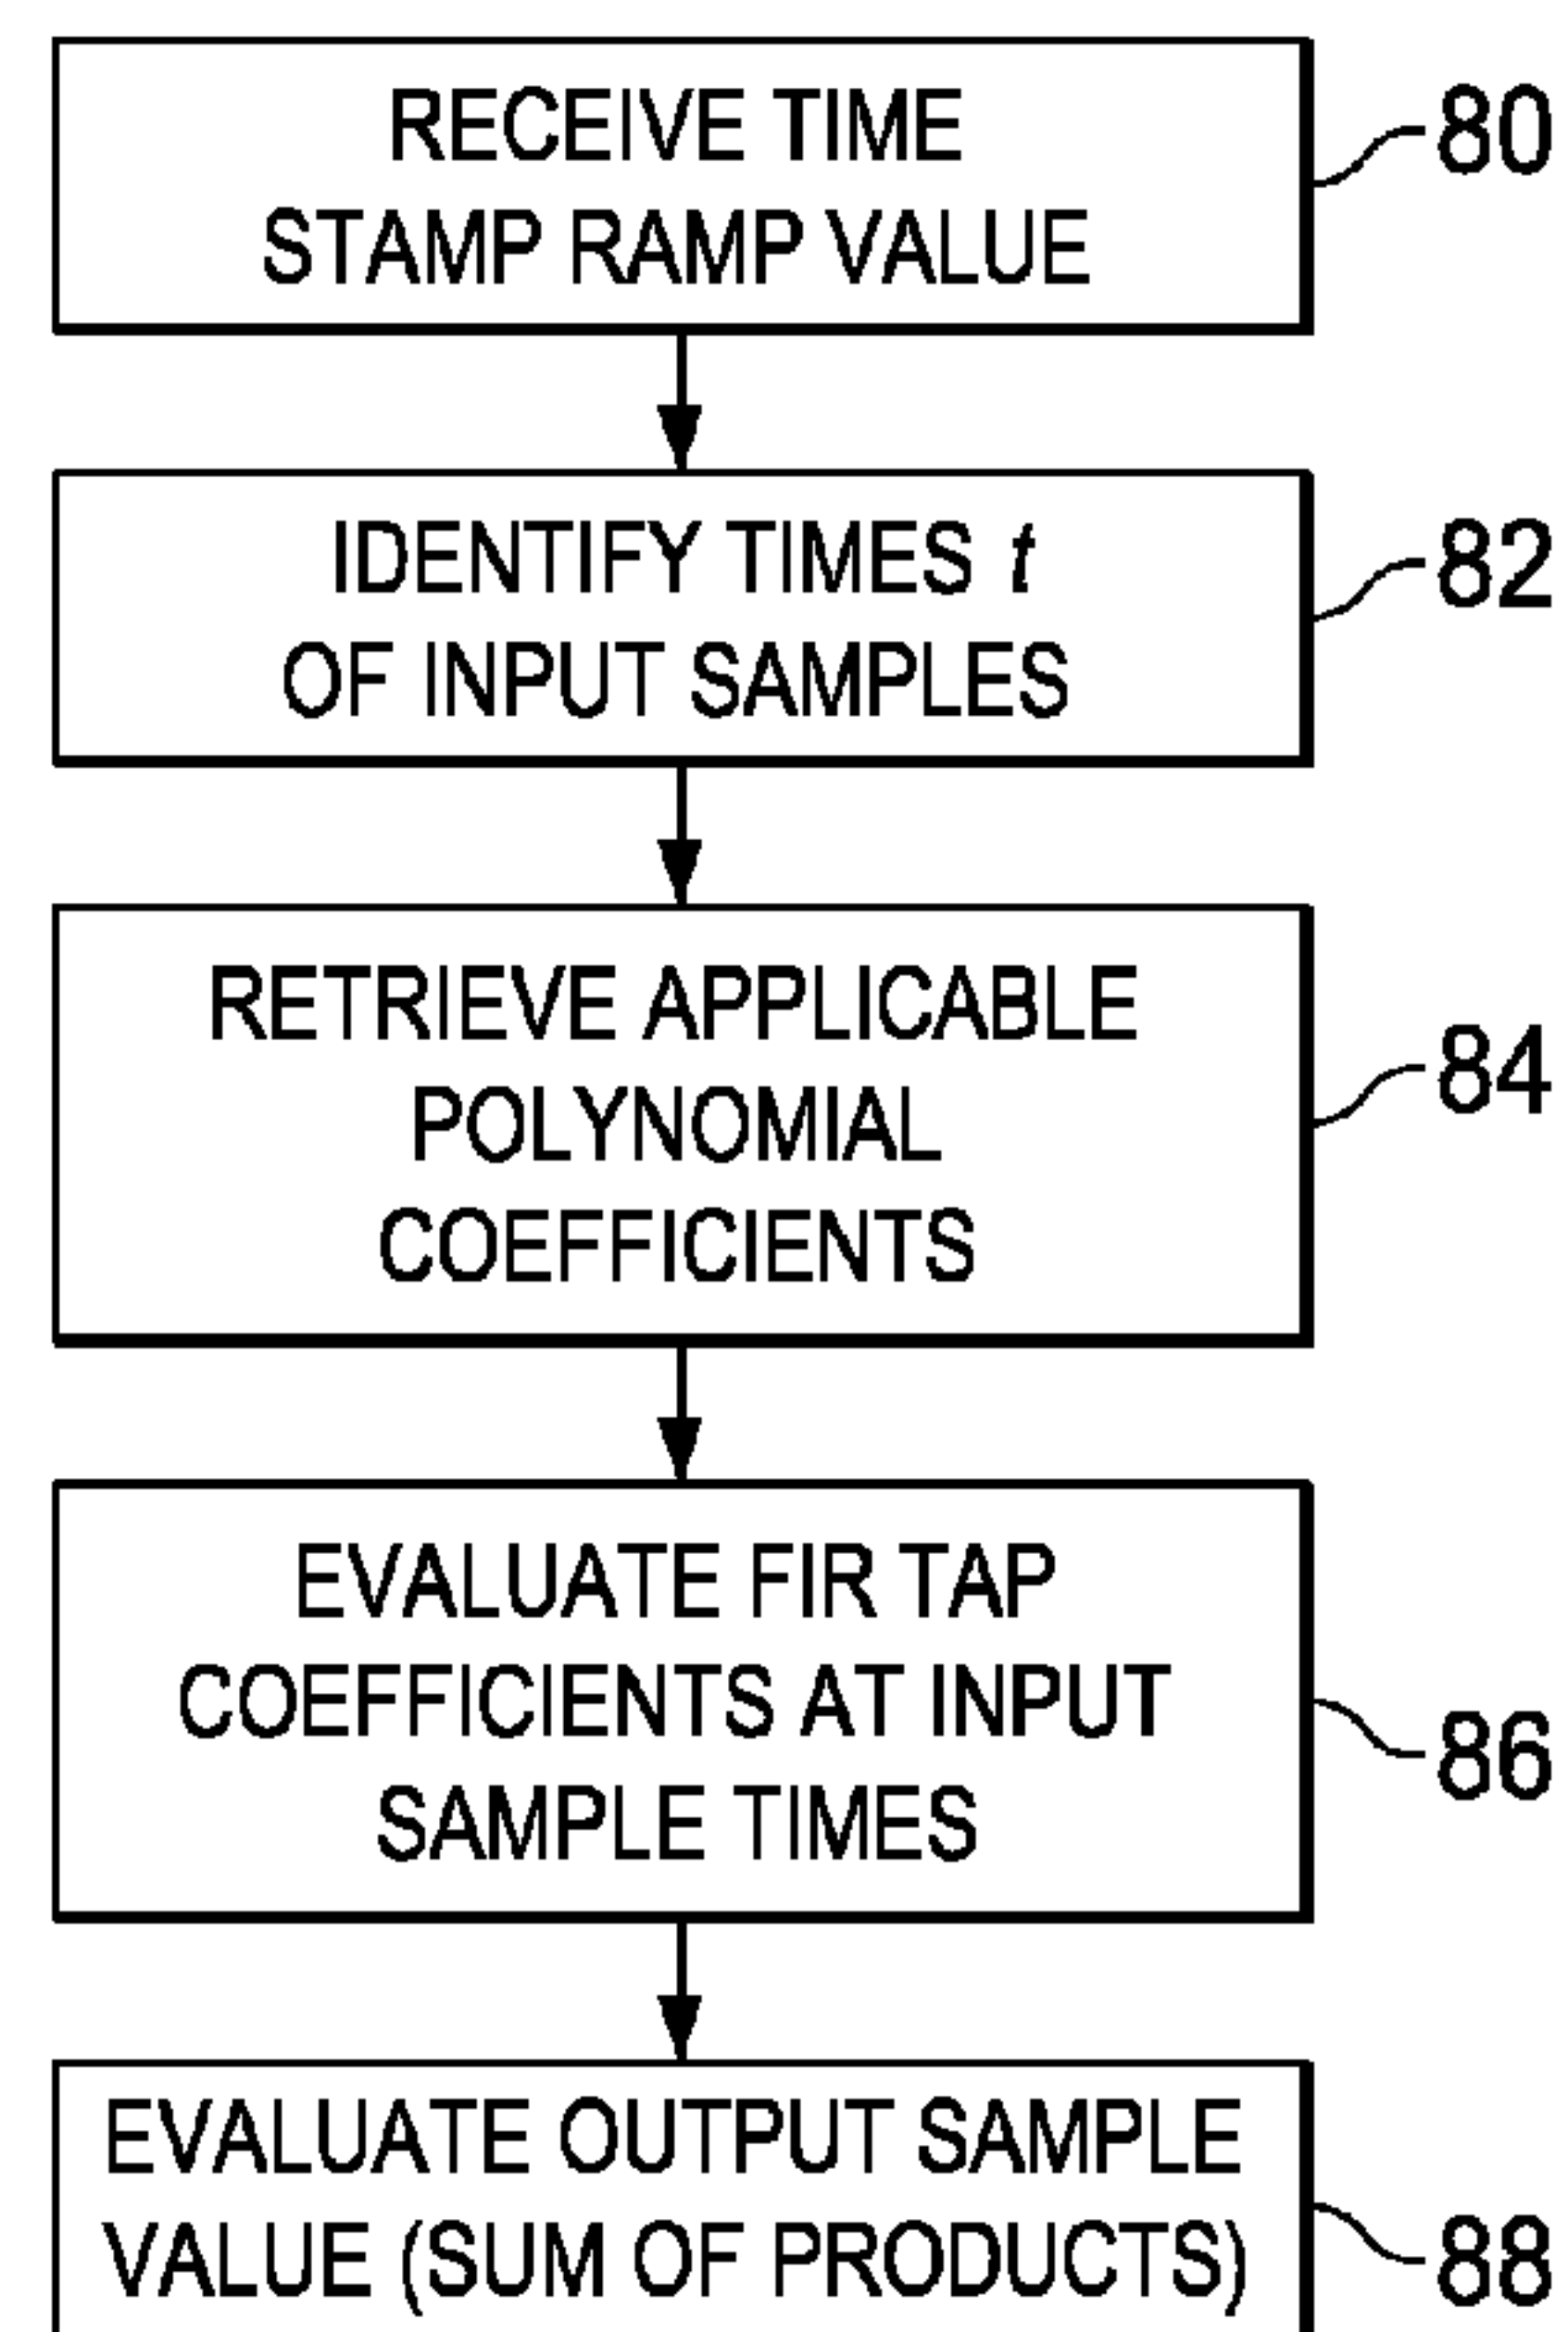 RECEIVE TIME
STAMP RAMP VALUE
80
IDENTIFY TIMES t
OF INPUT SAMPLES
82
RETRIEVE APPLICABLE
POLYNOMIAL
COEFFICIENTS
84
EVALUATE FIR TAP
COEFFICIENTS AT INPUT
SAMPLE TIMES
86
EVALUATE OUTPUT SAMPLE
VALUE (SUM OF PRODUCTS)
88